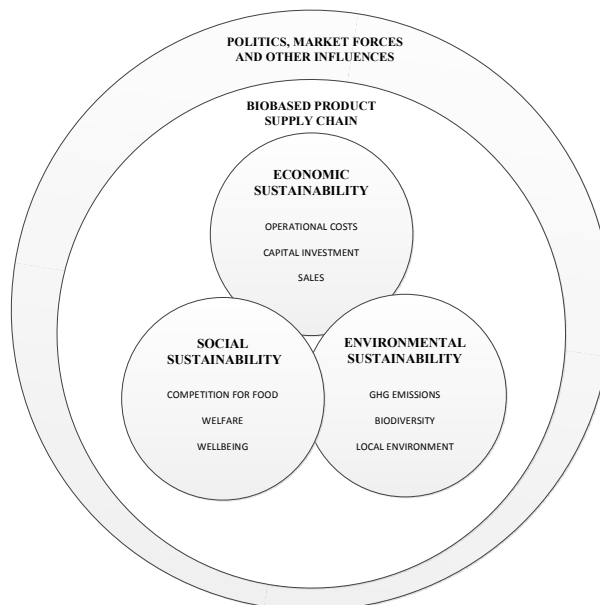 POLITICS, MARKET FORCES
AND OTHER INFLUENCES
BIOBASED PRODUCT
SUPPLY CHAIN
ECONOMIC
SUSTAINABILITY
OPERATIONAL COSTS
CAPITAL INVESTMENT
SALES
SOCIAL
SUSTAINABILITY
COMPETITION FOR FOOD
WELFARE
WELLBEING
ENVIRONMENTAL
SUSTAINABILITY
GHG EMISSIONS
BIODIVERSITY
LOCAL ENVIRONMENT